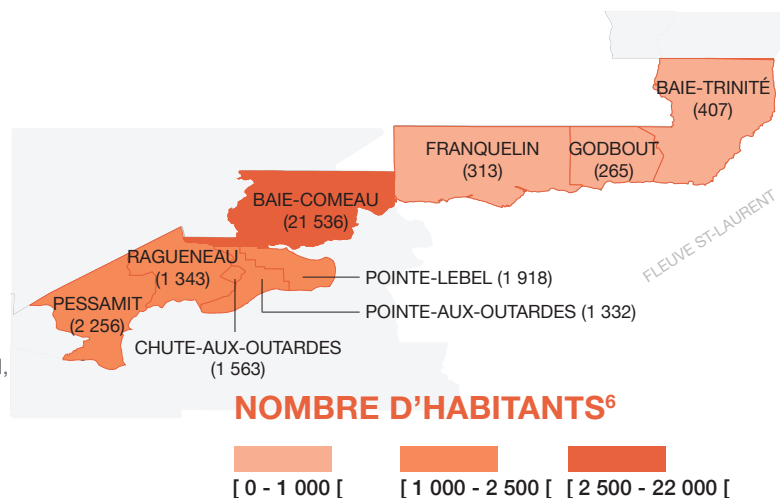 BAIE-TRINITÉ
(407)
FRANQUELIN
(313)
GODBOUT
(265)
BAIE-COMEAU
(21 536)
FLEUVE ST-LAURENT
RAGUENEAU
(1 343)
POINTE-LEBEL (1 918)
PESSAMIT
(2 256)
POINTE-AUX-OUTARDES (1 332)
CHUTE-AUX-OUTARDES
(1 563)
NOMBRE D'HABITANTS⁶
[ 0 - 1 000 [
[ 1 000 - 2 500 [
[ 2 500 - 22 000 [